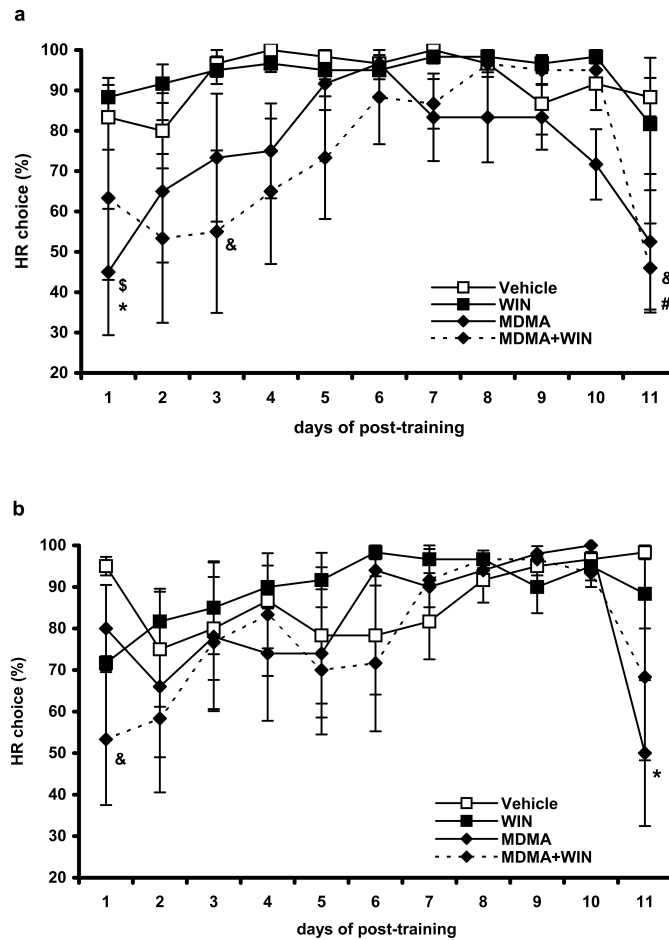 a
100
90
80
70
60
50
40
30
20
HR choice (%)
$
*
&
&
#
Vehicle
WIN
MDMA
MDMA+WIN
1 2 3 4 5 6 7 8 9 10 11
days of post-training
b
100
90
80
70
60
50
40
30
20
HR choice (%)
&
*
Vehicle
WIN
MDMA
MDMA+WIN
1 2 3 4 5 6 7 8 9 10 11
days of post-training